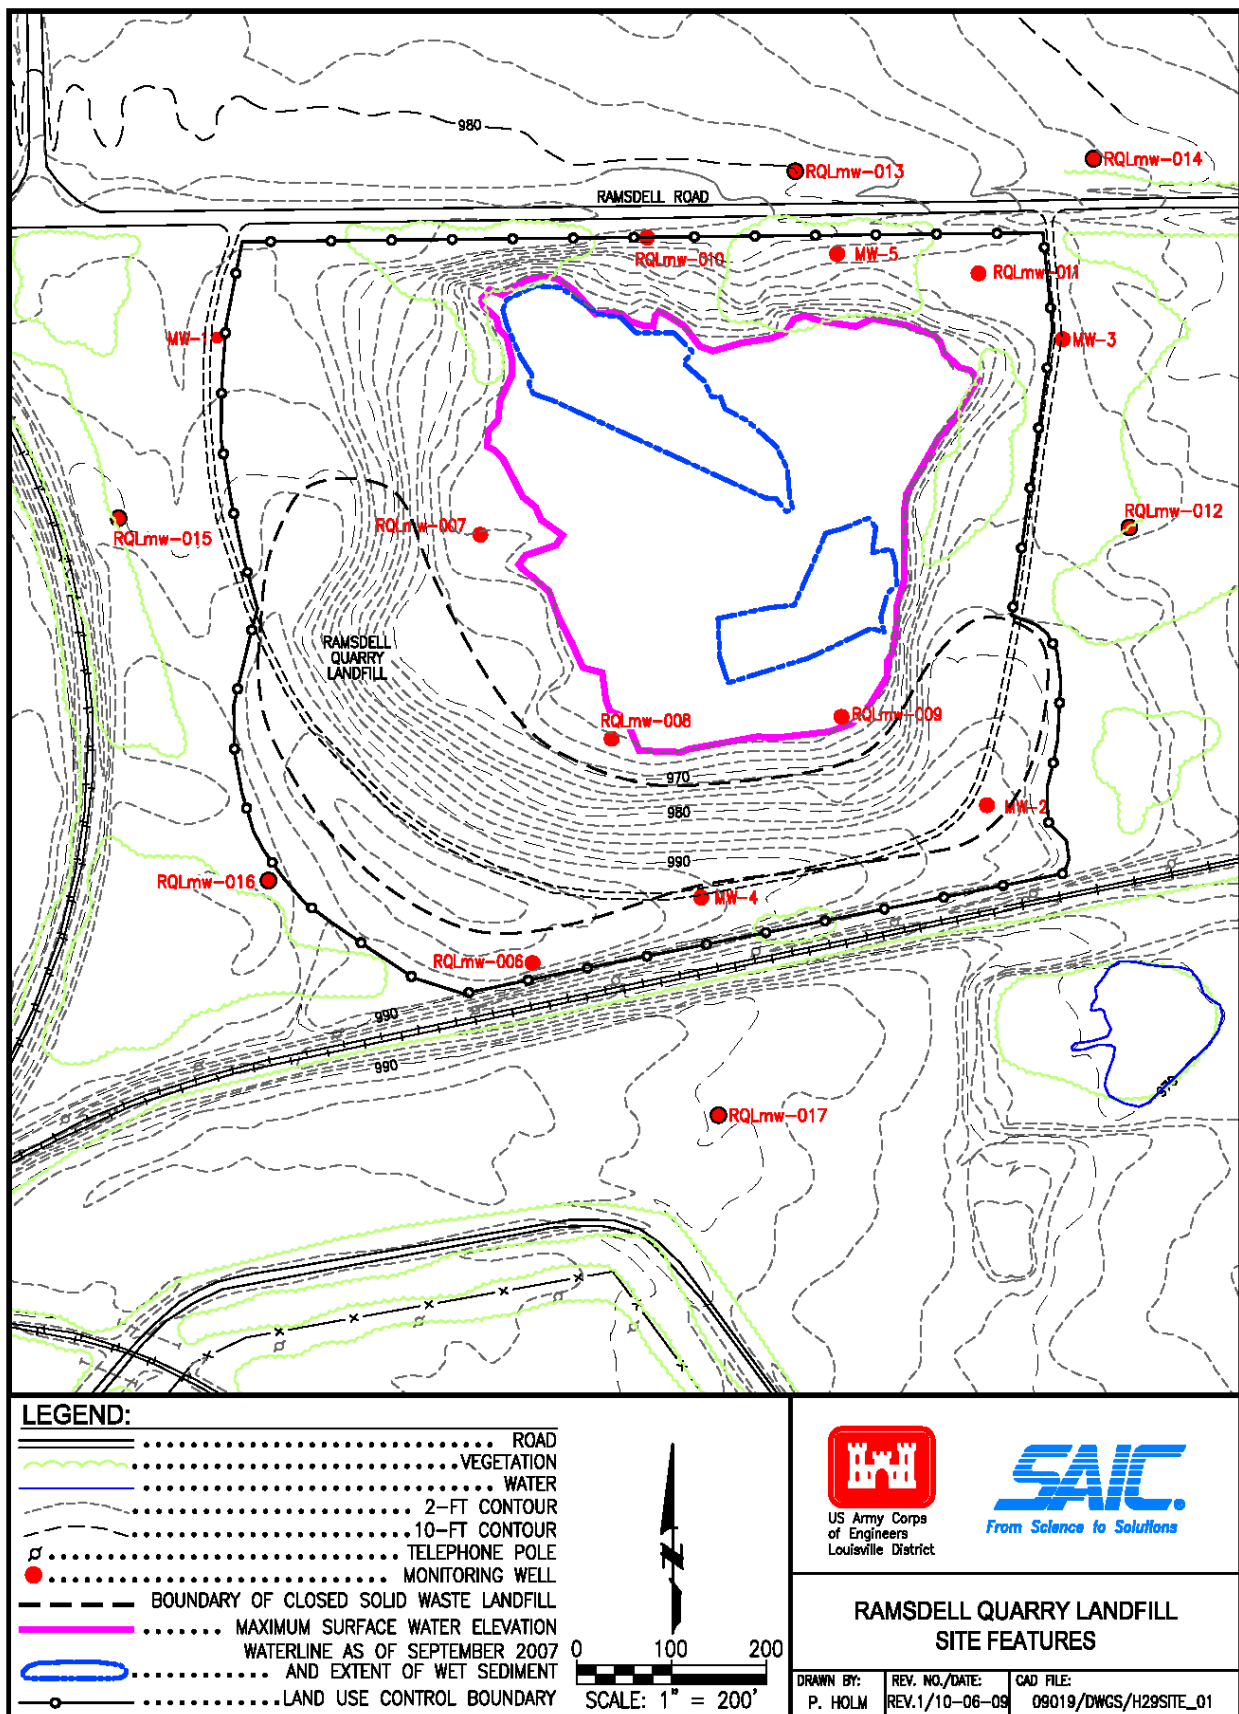 980
RQLmw-014
RQLmw-013
RAMSDELL ROAD
RQLmw-010
MW-5
RQLmw-011
MW-1
MW-3
RQLmw-007
RQLmw-015
RQLmw-012
RAMSDELL
QUARRY
LANDFILL
RQLmw-008
RQLmw-009
970
980
MW-2
990
RQLmw-016
MW-4
RQLmw-006
990
990
970
RQLmw-017
LEGEND:
ROAD
VEGETATION
WATER
2-FT CONTOUR
10-FT CONTOUR
TELEPHONE POLE
MONITORING WELL
BOUNDARY OF CLOSED SOLID WASTE LANDFILL
MAXIMUM SURFACE WATER ELEVATION
WATERLINE AS OF SEPTEMBER 2007
AND EXTENT OF WET SEDIMENT
LAND USE CONTROL BOUNDARY
N
0 100 200
SCALE: 1" = 200'
US Army Corps
of Engineers
Louisville District
SAIC.
From Science to Solutions
RAMSDELL QUARRY LANDFILL
SITE FEATURES
DRAWN BY:
P. HOLM
REV. NO./DATE:
REV.1/10-06-09
CAD FILE:
09019/DWGS/H29SITE_01